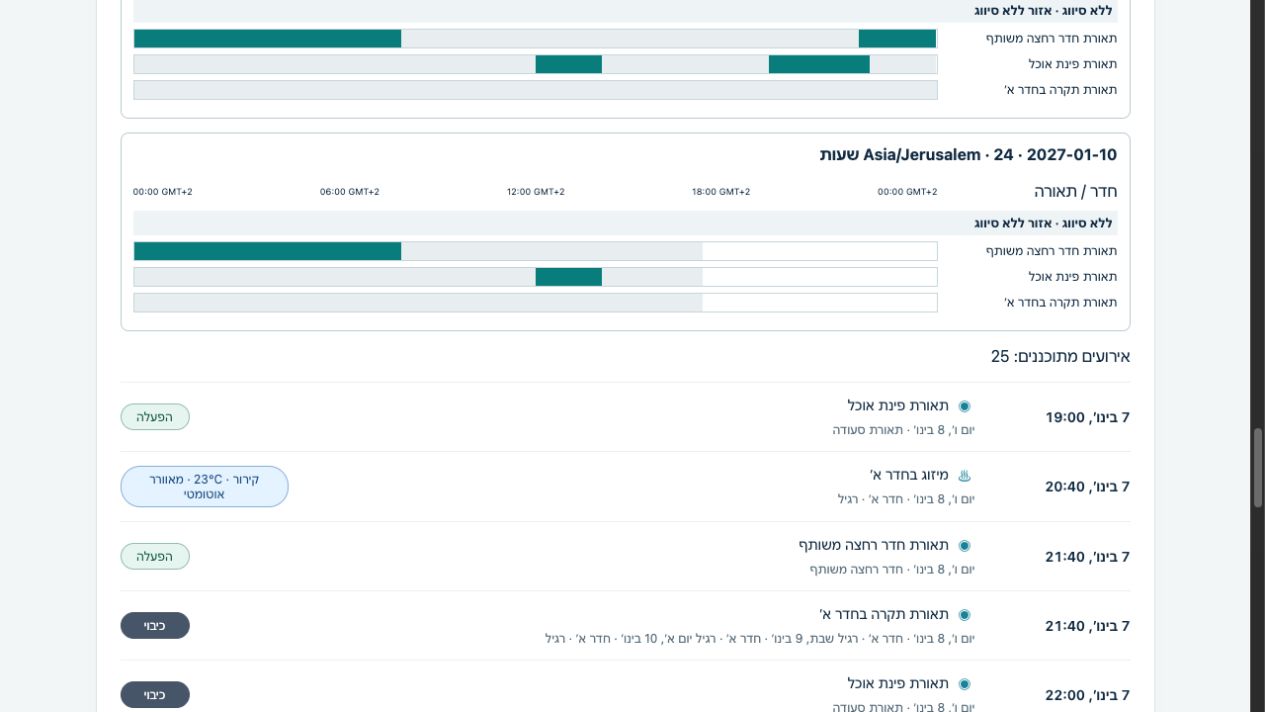 ללא סיווג · אזור ללא סיווג
תאורת חדר רחצה משותף
תאורת פינת אוכל
תאורת תקרה בחדר א׳
2027-01-10 · Asia/Jerusalem · 24 שעות
חדר / תאורה
00:00 GMT+2 06:00 GMT+2 12:00 GMT+2 18:00 GMT+2 00:00 GMT+2
ללא סיווג · אזור ללא סיווג
תאורת חדר רחצה משותף
תאורת פינת אוכל
תאורת תקרה בחדר א׳
אירועים מתוכננים: 25
7 בינו׳, 19:00
תאורת פינת אוכל
יום ו׳, 8 בינו׳ · תאורת סעודה
הפעלה
7 בינו׳, 20:40
מיזוג בחדר א׳
יום ו׳, 8 בינו׳ · חדר א׳ · רגיל
קירור · 23°C · מאוורר
אוטומטי
7 בינו׳, 21:40
תאורת חדר רחצה משותף
יום ו׳, 8 בינו׳ · חדר רחצה משותף
הפעלה
7 בינו׳, 21:40
תאורת תקרה בחדר א׳
יום ו׳, 8 בינו׳ · חדר א׳ · רגיל שבת, 9 בינו׳ · חדר א׳ · רגיל יום א׳, 10 בינו׳ · חדר א׳ · רגיל
כיבוי
7 בינו׳, 22:00
תאורת פינת אוכל
יום ו׳, 8 בינו׳ · תאורת סעודה
כיבוי